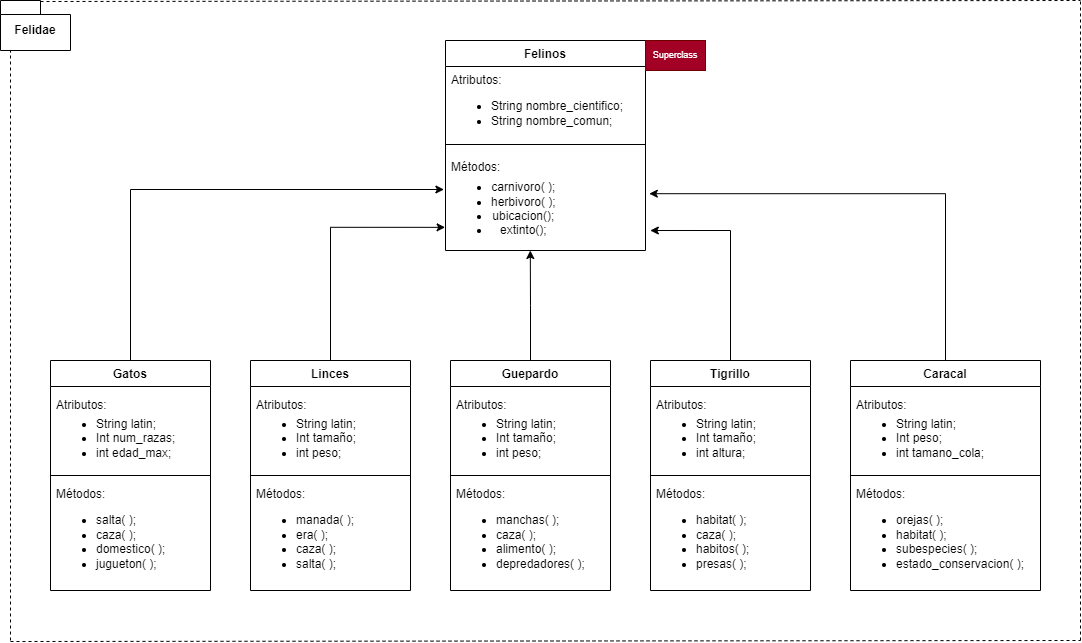 Felidae
Felinos
Superclass
Atributos:
String nombre_cientifico;
String nombre_comun;
Métodos:
carnivoro( );
herbivoro( );
ubicacion();
extinto();
Gatos
Atributos:
String latin;
Int num_razas;
int edad_max;
Métodos:
salta( );
caza( );
domestico( );
jugueton( );
Linces
Atributos:
String latin;
Int tamaño;
int peso;
Métodos:
manada( );
era( );
caza( );
salta( );
Guepardo
Atributos:
String latin;
Int tamaño;
int peso;
Métodos:
manchas( );
caza( );
alimento( );
depredadores( );
Tigrillo
Atributos:
String latin;
Int tamaño;
int altura;
Métodos:
habitat( );
caza( );
habitos( );
presas( );
Caracal
Atributos:
String latin;
Int peso;
int tamano_cola;
Métodos:
orejas( );
habitat( );
subespecies( );
estado_conservacion( );